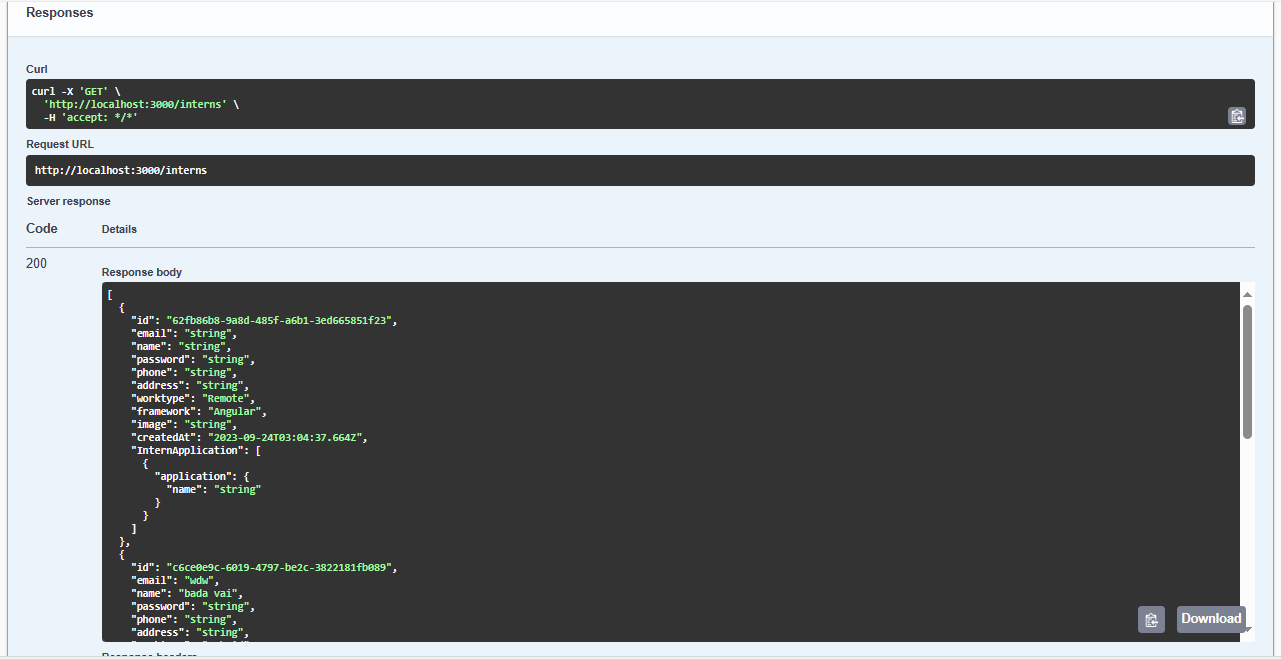 Responses
Curl
curl -X 'GET' \
'http://localhost:3000/interns' \
-H 'accept: */*'
Request URL
http://localhost:3000/interns
Server response
Code Details
200
Response body
[
{
"id": "62fb86b8-9a8d-485f-a6b1-3ed665851f23",
"email": "string",
"name": "string",
"password": "string",
"phone": "string",
"address": "string",
"worktype": "Remote",
"framework": "Angular",
"image": "string",
"createdAt": "2023-09-24T03:04:37.664Z",
"InternApplication": [
{
"application": {
"name": "string"
}
}
]
},
{
"id": "c6ce0e9c-6019-4797-be2c-3822181fb089",
"email": "wdw",
"name": "bada vai",
"password": "string",
"phone": "string",
"address": "string",
Download
Response headers